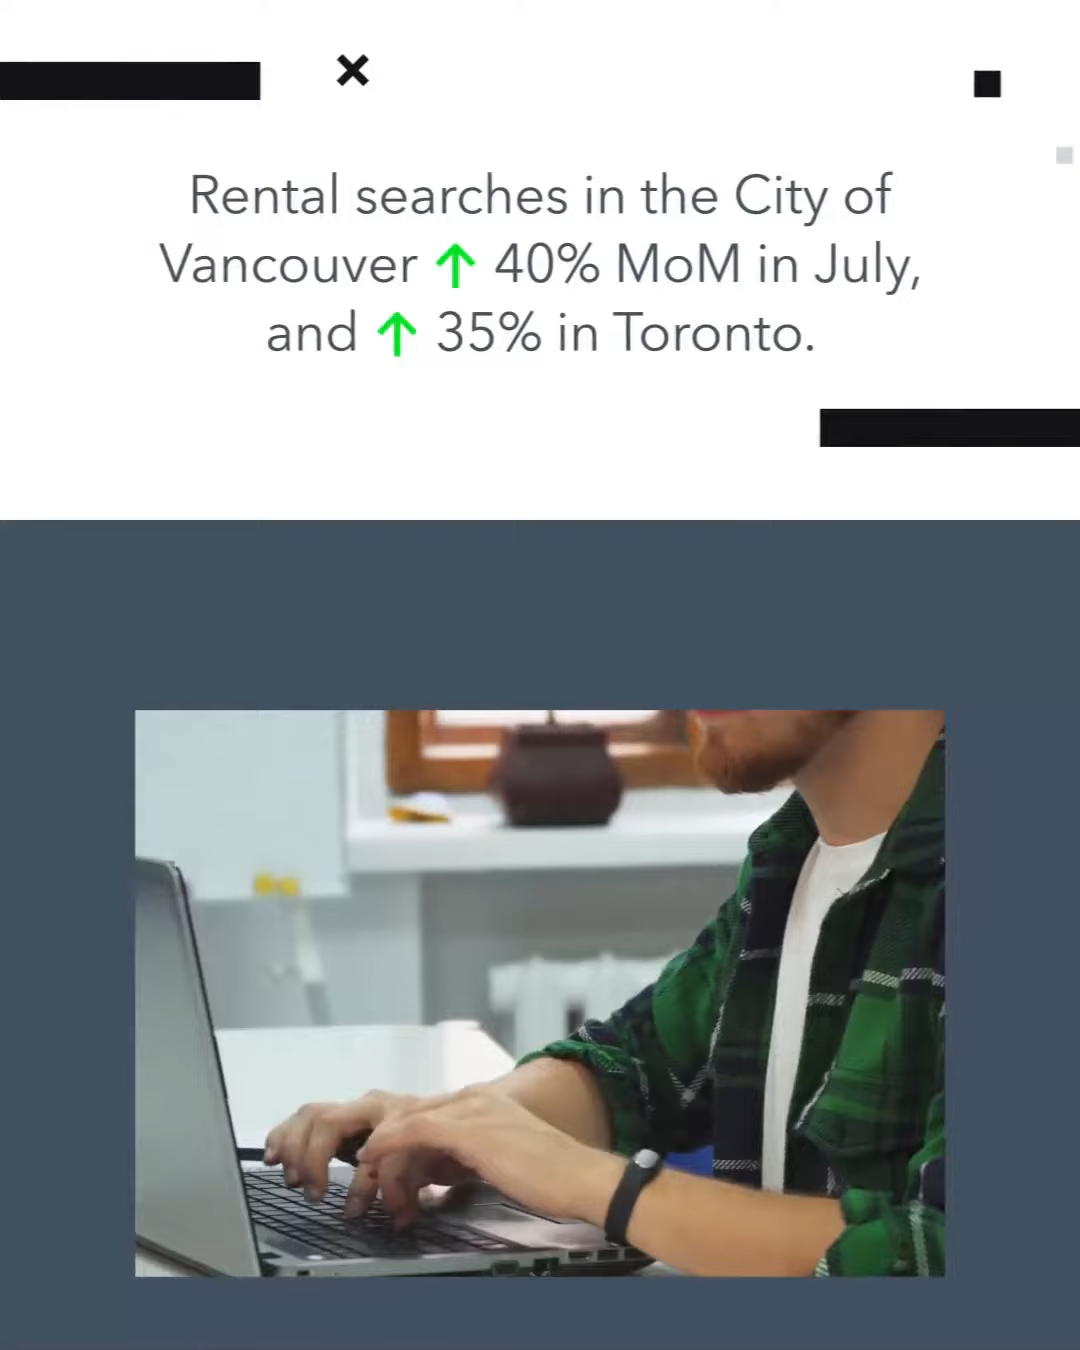 Rental searches in the City of
Vancouver ↑ 40% MoM in July,
and ↑ 35% in Toronto.